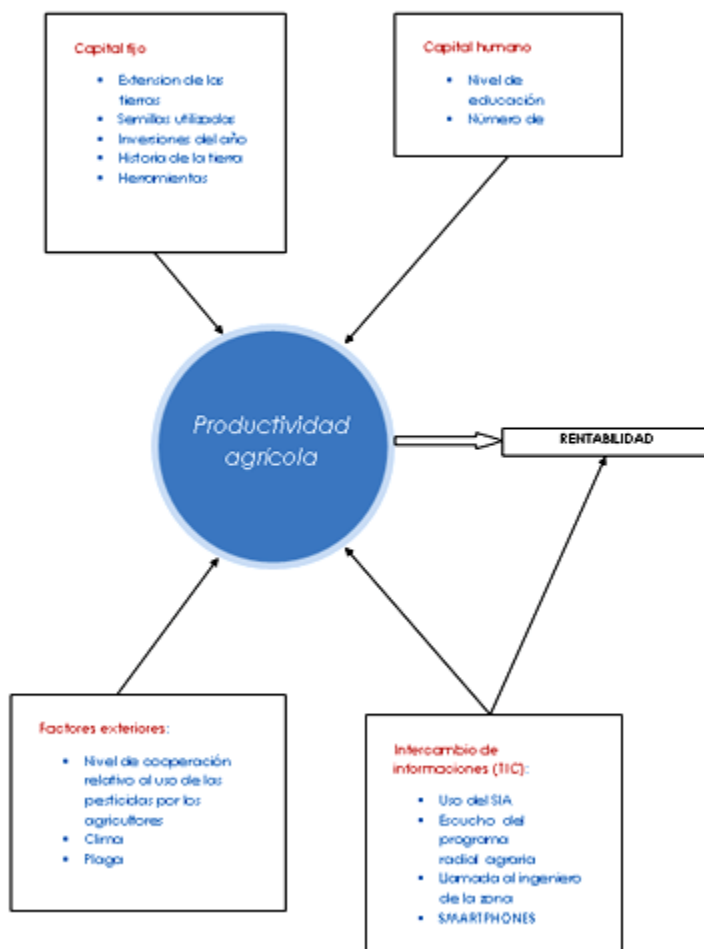 Capital fijo
Extension de las
tierras
Semillas utilizadas
Inversiones del año
Historia de la tierra
Herramientas
Capital humano
Nivel de
educación
Número de
Productividad
agrícola
RENTABILIDAD
Factores exteriores:
Nivel de cooperación
relativo al uso de las
pesticidas por los
agricultores
Clima
Plaga
Intercambio de
informaciones (TIC):
Uso del SIA
Escucho del
programa
radial agraria
Llamada al ingeniero
de la zona
SMARTPHONES